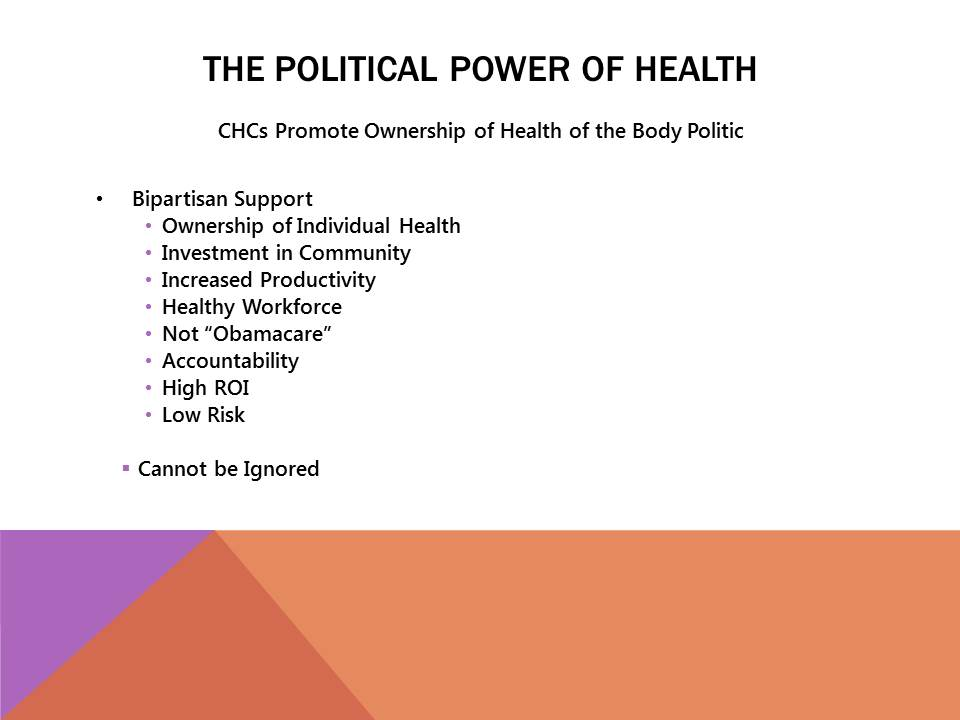 THE POLITICAL POWER OF HEALTH
CHCs Promote Ownership of Health of the Body Politic
• Bipartisan Support
• Ownership of Individual Health
• Investment in Community
• Increased Productivity
• Healthy Workforce
• Not “Obamacare”
• Accountability
• High ROI
• Low Risk
▪ Cannot be Ignored